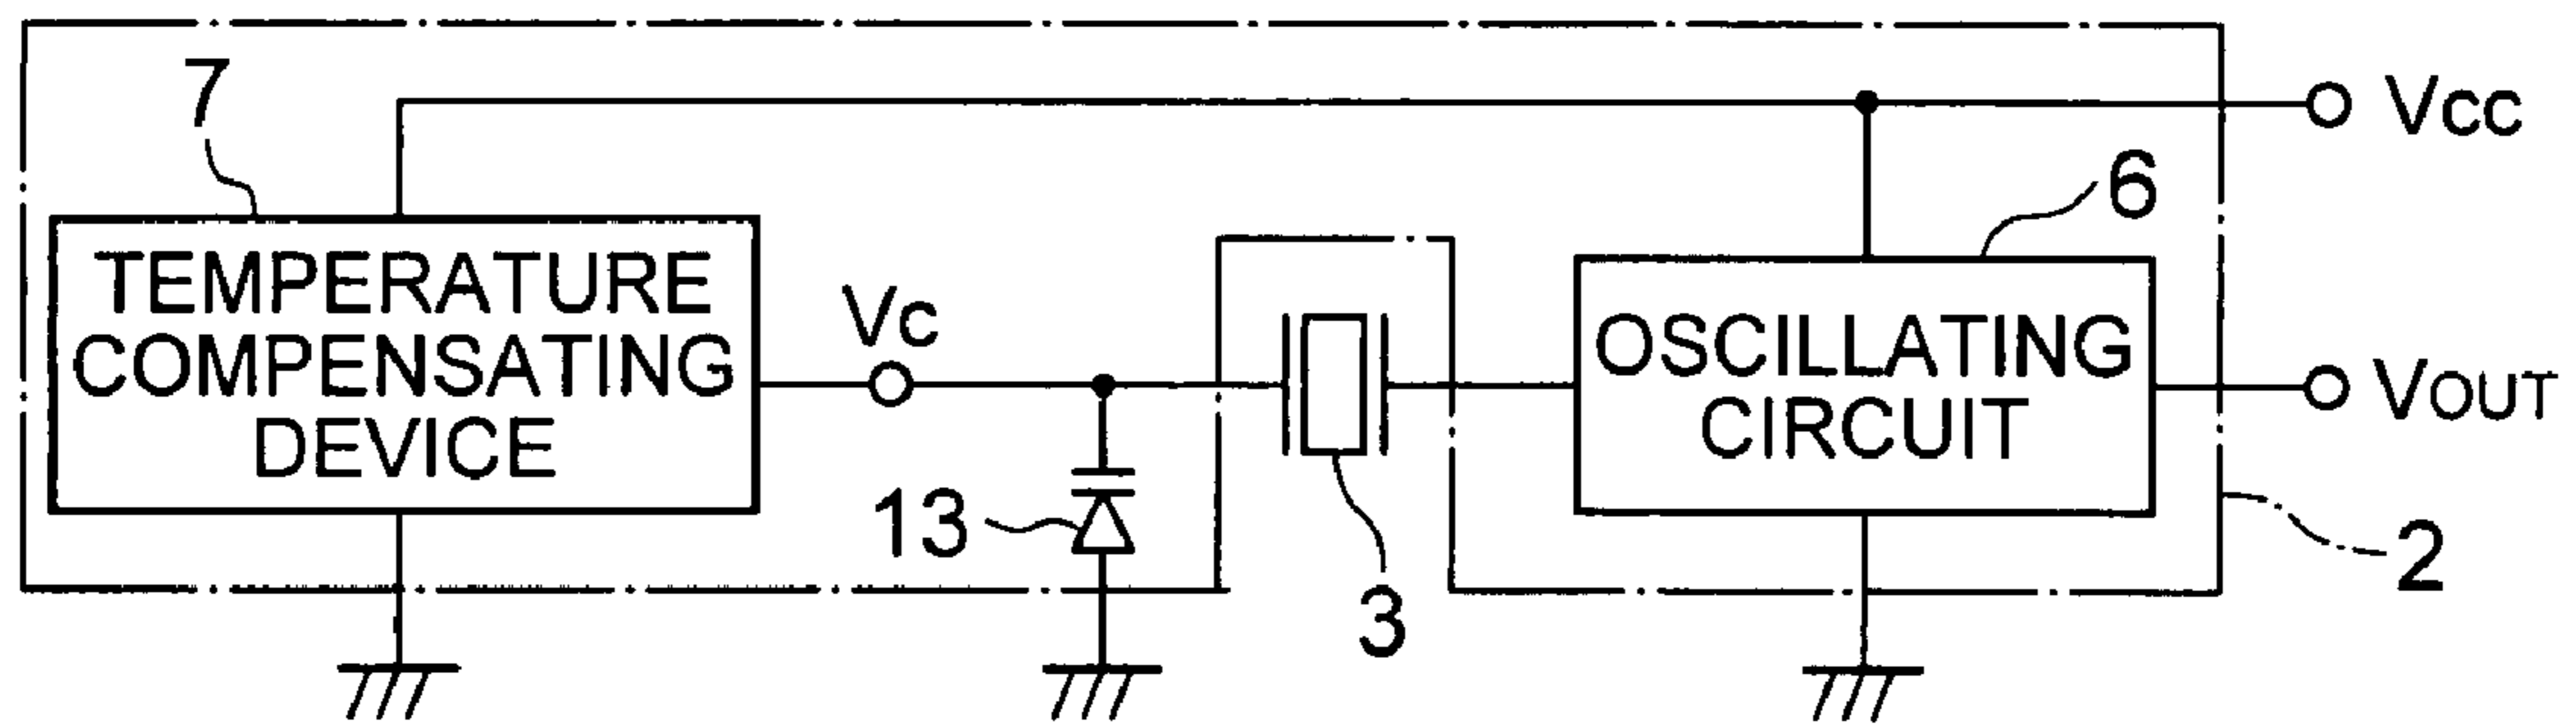 7
VCC
6
TEMPERATURE
COMPENSATING
DEVICE
VC
OSCILLATING
CIRCUIT
VOUT
13
2
3